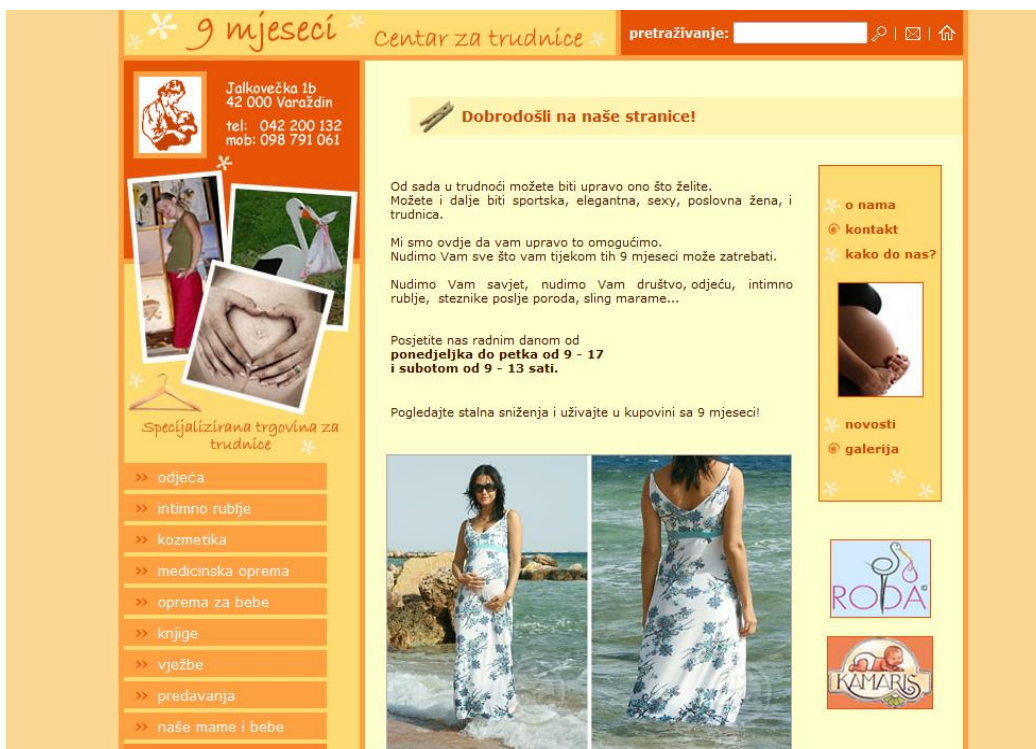 9 mjeseci
Centar za trudnice
pretraživanje:
Jalkovečka 1b
42 000 Varaždin
tel: 042 200 132
mob: 098 791 061
Specijalizirana trgovina za
trudnice
odjeća
intimno rublje
kozmetika
medicinska oprema
oprema za bebe
knjige
vježbe
predavanja
naše mame i bebe
Dobrodošli na naše stranice!
Od sada u trudnoći možete biti upravo ono što želite.
Možete i dalje biti sportska, elegantna, sexy, poslovna žena, i
trudnica.
Mi smo ovdje da vam upravo to omogućimo.
Nudimo Vam sve što vam tijekom tih 9 mjeseci može zatrebati.
Nudimo Vam savjet, nudimo Vam društvo, odjeću, intimno
rublje, steznike poslje poroda, sling marame...
Posjetite nas radnim danom od
ponedjeljka do petka od 9 - 17
i subotom od 9 - 13 sati.
Pogledajte stalna sniženja i uživajte u kupovini sa 9 mjeseci!
o nama
kontakt
kako do nas?
novosti
galerija
RODA
KAMARIS